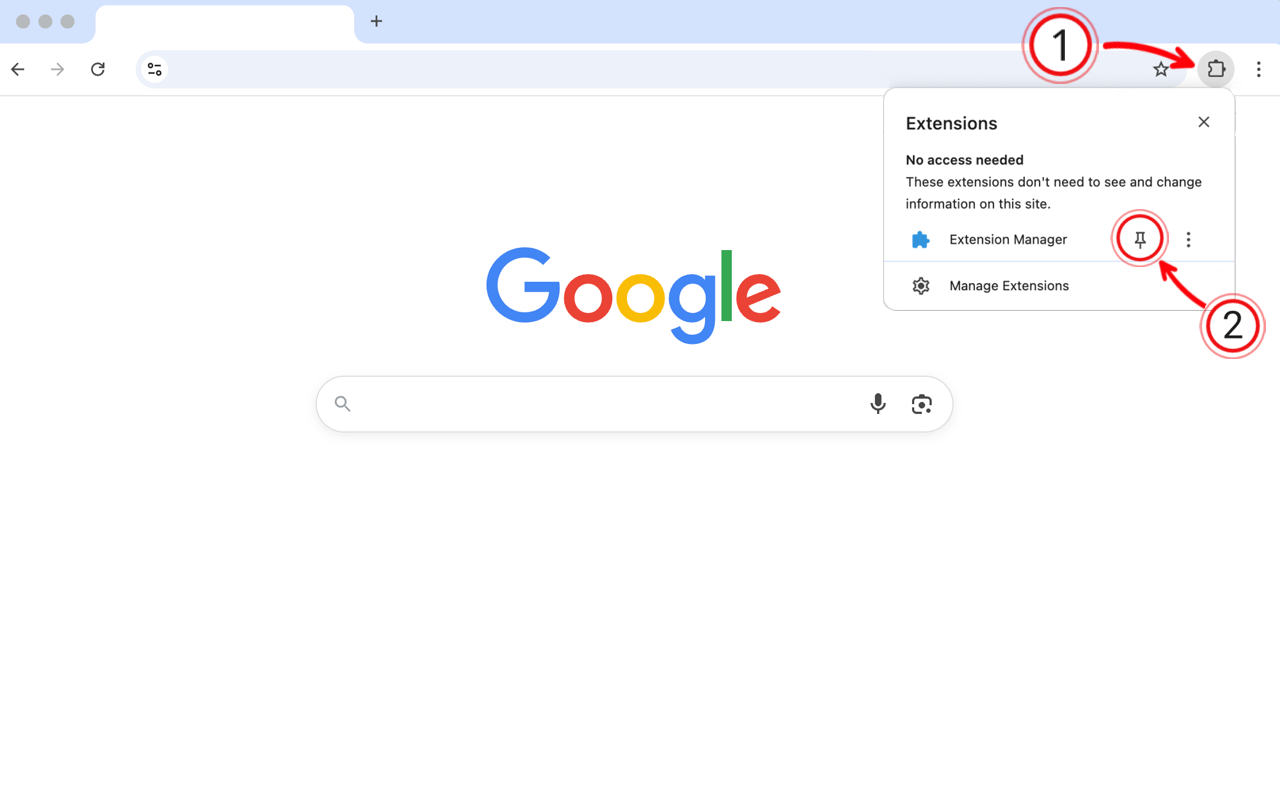 1
Extensions
No access needed
These extensions don't need to see and change
information on this site.
Extension Manager
Manage Extensions
2
Google